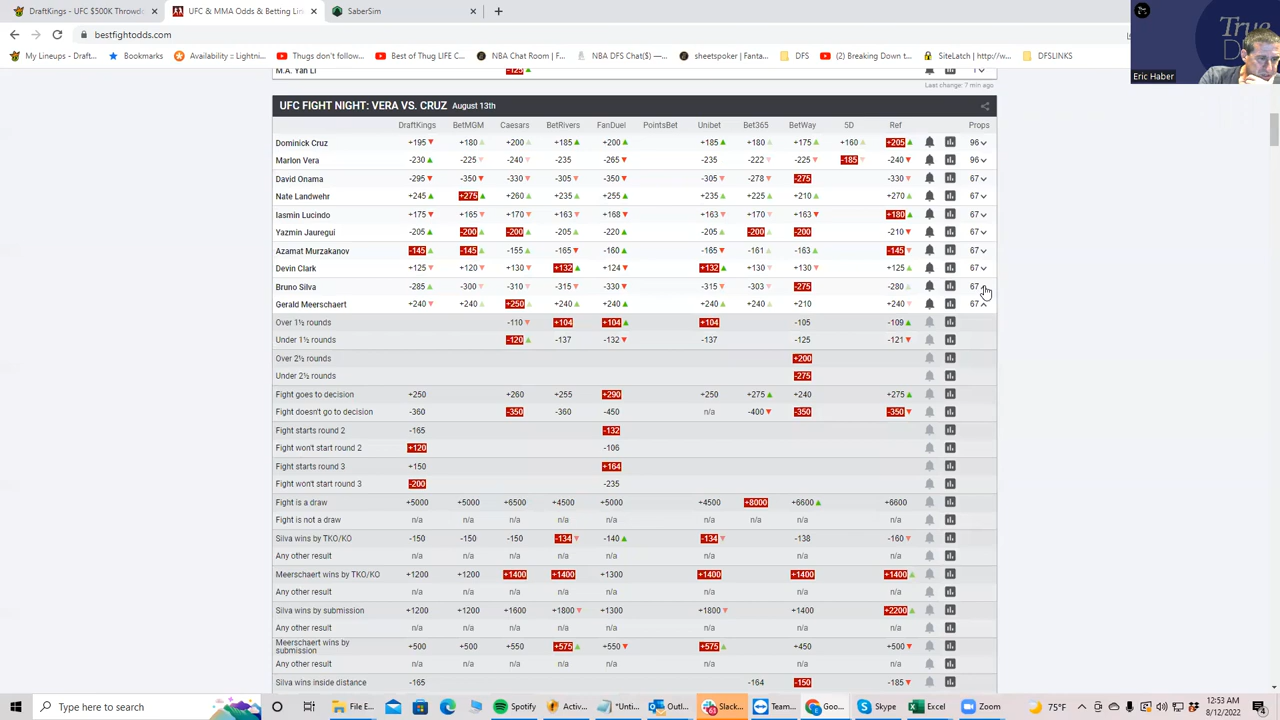 DraftKings - UFC $500K Throwdo
UFC & MMA Odds & Betting Lin
SaberSim
bestfightodds.com
My Lineups - Draft...
Bookmarks
Availability :: Lightni...
Thugs don't follow...
Best of Thug LIFE C...
NBA Chat Room | F...
NBA DFS Chat($) -...
sheetspoker | Fanta...
DFS
(2) Breaking Down t...
SiteLatch | http://w...
DFSLINKS
True
Eric Haber
M.A. Yan Li -125 1
Last change: 7 min ago
UFC FIGHT NIGHT: VERA VS. CRUZ August 13th
DraftKings BetMGM Caesars BetRivers FanDuel PointsBet Unibet Bet365 BetWay 5D Ref Props
Dominick Cruz +195 +180 +200 +185 +200 +185 +180 +175 +160 +205 96
Marlon Vera -230 -225 -240 -235 -265 -235 -222 -225 -185 -240 96
David Onama -295 -350 -330 -305 -350 -305 -278 -275 -330 67
Nate Landwehr +245 +275 +260 +235 +255 +235 +225 +210 +270 67
Iasmin Lucindo +175 +165 +170 +163 +168 +163 +170 +163 +180 67
Yazmin Jauregui -205 -200 -200 -205 -220 -205 -200 -200 -210 67
Azamat Murzakanov -145 -145 -155 -165 -160 -165 -161 -163 -145 67
Devin Clark +125 +120 +130 +132 +124 +132 +130 +130 +125 67
Bruno Silva -285 -300 -310 -315 -330 -315 -303 -275 -280 67
Gerald Meerschaert +240 +240 +250 +240 +240 +240 +240 +210 +240 67
Over 1½ rounds -110 +104 +104 +104 -105 -109
Under 1½ rounds -120 -137 -132 -137 -125 -121
Over 2½ rounds +200
Under 2½ rounds -275
Fight goes to decision +250 +260 +255 +290 +250 +275 +240 +275
Fight doesn't go to decision -360 -350 -360 -450 n/a -400 -350 -350
Fight starts round 2 -165 -132
Fight won't start round 2 +120 -106
Fight starts round 3 +150 +164
Fight won't start round 3 -200 -235
Fight is a draw +5000 +5000 +6500 +4500 +5000 +4500 +8000 +6600 +6600
Fight is not a draw n/a n/a n/a n/a n/a n/a n/a n/a n/a
Silva wins by TKO/KO -150 -150 -150 -134 -140 -134 -138 -160
Any other result n/a n/a n/a n/a n/a n/a n/a n/a
Meerschaert wins by TKO/KO +1200 +1200 +1400 +1400 +1300 +1400 +1400 +1400
Any other result n/a n/a n/a n/a n/a n/a n/a n/a
Silva wins by submission +1200 +1200 +1600 +1800 +1300 +1800 +1400 +2200
Any other result n/a n/a n/a n/a n/a n/a n/a n/a
Meerschaert wins by submission +500 +500 +550 +575 +550 +575 +450 +500
Any other result n/a n/a n/a n/a n/a n/a n/a n/a
Silva wins inside distance -165 -164 -150 -185
Type here to search
File E...
Spotify
Activ...
*Unti...
Outl...
Slack...
Team...
Goo...
Skype
Excel
Zoom
75°F
12:53 AM
8/12/2022
4